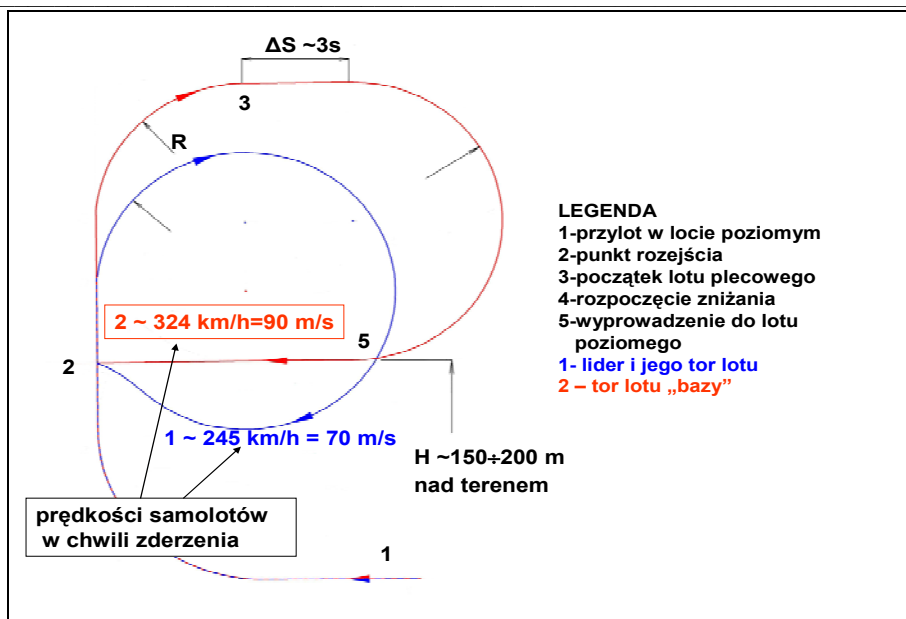 ΔS ~3s
3
R
LEGENDA
1-przylot w locie poziomym
2-punkt rozejścia
3-początek lotu plecowego
4-rozpoczęcie zniżania
5-wyprowadzenie do lotu
poziomego
1- lider i jego tor lotu
2 – tor lotu „bazy”
2 ~ 324 km/h=90 m/s
5
2
1 ~ 245 km/h = 70 m/s
H ~150÷200 m
nad terenem
prędkości samolotów
w chwili zderzenia
1